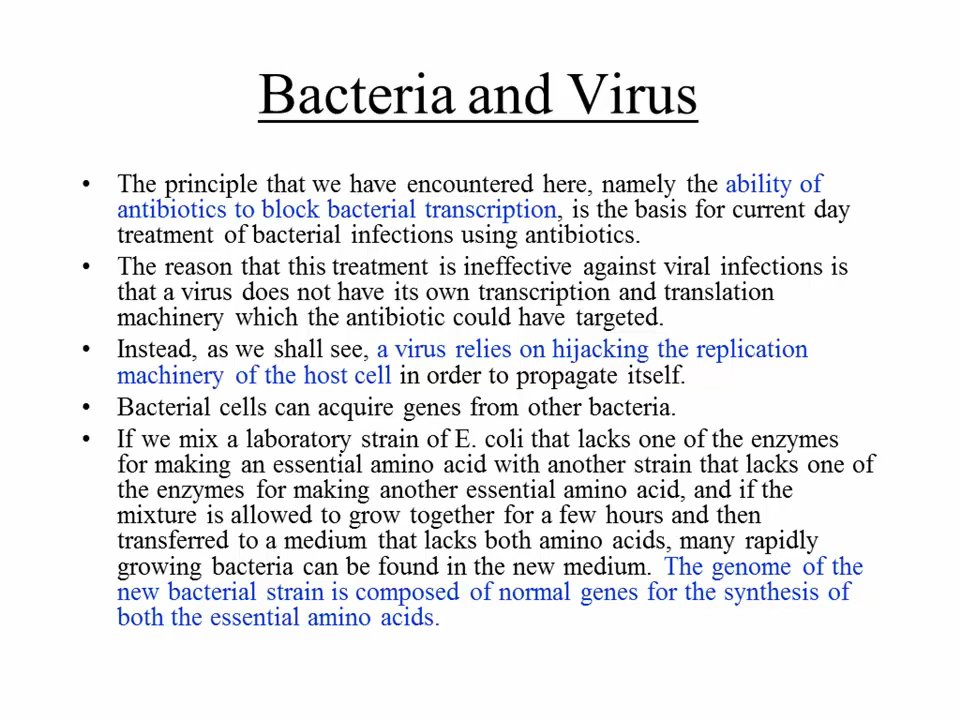 Bacteria and Virus
• The principle that we have encountered here, namely the ability of
antibiotics to block bacterial transcription, is the basis for current day
treatment of bacterial infections using antibiotics.
• The reason that this treatment is ineffective against viral infections is
that a virus does not have its own transcription and translation
machinery which the antibiotic could have targeted.
• Instead, as we shall see, a virus relies on hijacking the replication
machinery of the host cell in order to propagate itself.
• Bacterial cells can acquire genes from other bacteria.
• If we mix a laboratory strain of E. coli that lacks one of the enzymes
for making an essential amino acid with another strain that lacks one of
the enzymes for making another essential amino acid, and if the
mixture is allowed to grow together for a few hours and then
transferred to a medium that lacks both amino acids, many rapidly
growing bacteria can be found in the new medium. The genome of the
new bacterial strain is composed of normal genes for the synthesis of
both the essential amino acids.